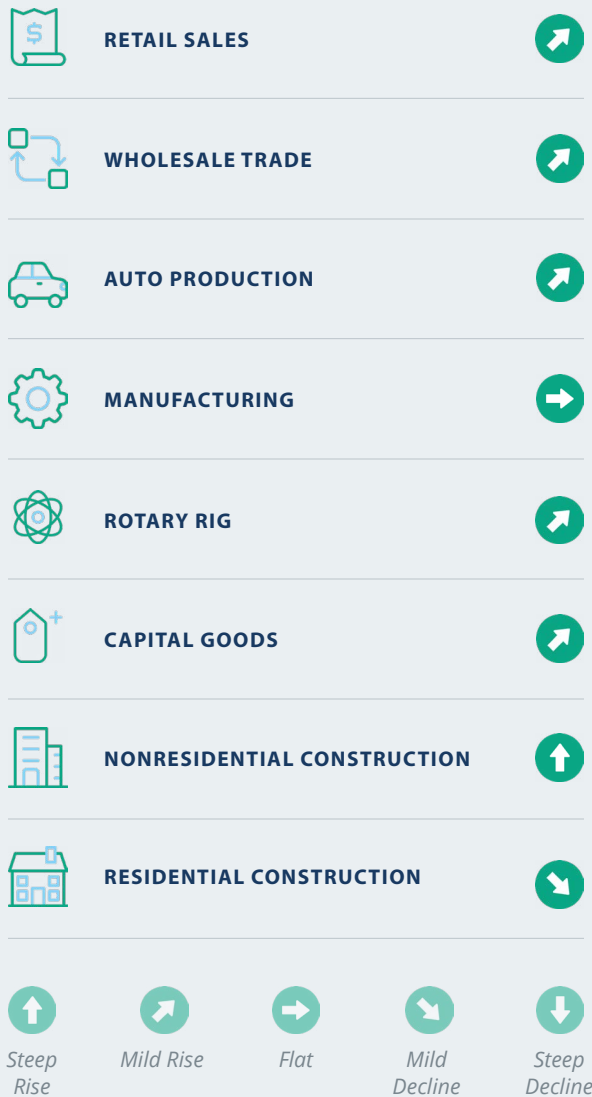 $
RETAIL SALES
WHOLESALE TRADE
AUTO PRODUCTION
MANUFACTURING
ROTARY RIG
CAPITAL GOODS
NONRESIDENTIAL CONSTRUCTION
RESIDENTIAL CONSTRUCTION
Steep
Rise
Mild Rise
Flat
Mild
Decline
Steep
Decline